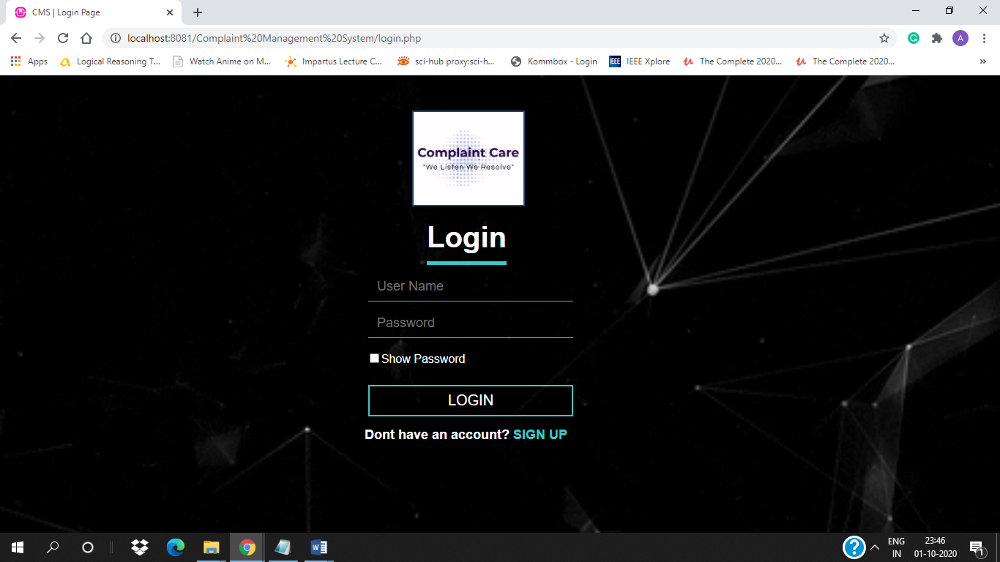 CMS | Login Page
localhost:8081/Complaint%20Management%20System/login.php
A
Apps
Logical Reasoning T...
Watch Anime on M...
Impartus Lecture C...
sci-hub proxy:sci-h...
Kommbox - Login
IEEE
IEEE Xplore
The Complete 2020...
The Complete 2020...
»
Complaint Care
"We Listen We Resolve"
Login
User Name
Password
Show Password
LOGIN
Dont have an account? SIGN UP
ENG
IN
23:46
01-10-2020
1